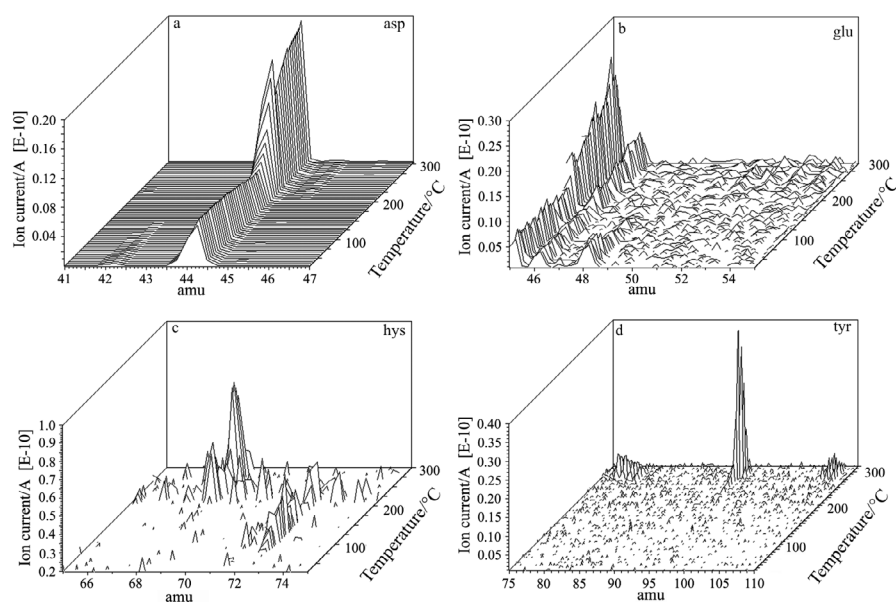 a asp
Ion current/A [E-10]
0.20
0.16
0.12
0.08
0.04
41 42 43 44 45 46 47
amu
100
200
300
Temperature/°C
b glu
Ion current/A [E-10]
0.30
0.25
0.20
0.15
0.10
0.05
46 48 50 52 54
amu
100
200
300
Temperature/°C
c hys
Ion current/A [E-10]
1.0
0.9
0.8
0.7
0.6
0.5
0.4
0.3
0.2
66 68 70 72 74
amu
100
200
300
Temperature/°C
d tyr
Ion current/A [E-10]
0.40
0.35
0.30
0.25
0.20
0.15
0.10
0.05
75 80 85 90 95 100 105 110
amu
100
200
300
Temperature/°C